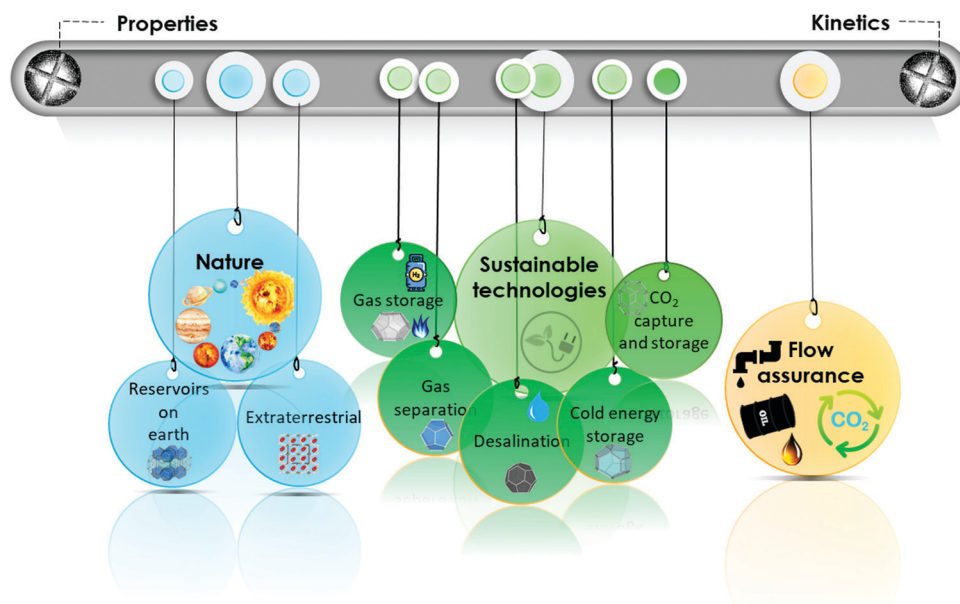 Properties
Kinetics
Nature
Reservoirs
on
earth
Extraterrestrial
H₂
Gas storage
Gas
separation
Sustainable
technologies
Desalination
Cold energy
storage
CO₂
capture
and storage
Flow
assurance
OIL
CO₂